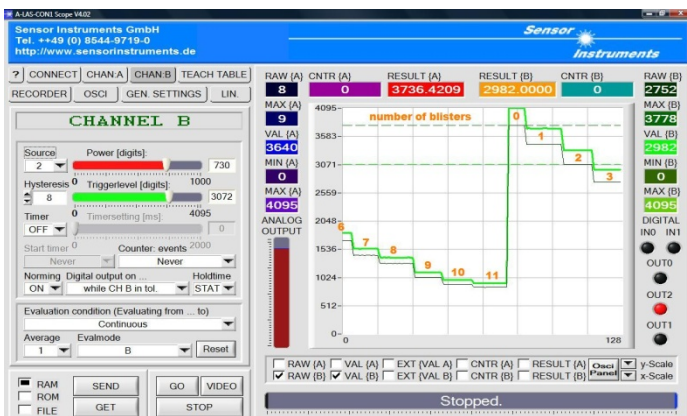 A-LAS-CON1 Scope V4.02
Sensor Instruments GmbH
Tel. ++49 (0) 8544-9719-0
http://www.sensorinstruments.de
Sensor
Instruments
? CONNECT CHAN:A CHAN:B TEACH TABLE
RECORDER OSCI GEN. SETTINGS LIN.
CHANNEL B
Source Power [digits]:
2 730
Hysteresis 0 Triggerlevel [digits]: 1000
8 3072
Timer 0 Timersetting [ms]: 4095
OFF 0
Start timer 0 Counter: events 2000
Never Never
Norming Digital output on ... Holdtime
ON while CH B in tol. STAT
Evaluation condition (Evaluating from ... to)
Continuous
Average Evalmode
1 B Reset
RAM SEND GO VIDEO
ROM
FILE GET STOP
RAW (A) CNTR (A) RESULT (A) RESULT (B) CNTR (B) RAW (B)
8 0 3736.4209 2982.0000 0 2752
MAX (A)
9
VAL (A)
3640
MIN (A)
0
MAX (A)
4095
ANALOG
OUTPUT
4095
3583
3071
2559
2048
1536
1024
512
0
0 128
number of blisters
0
1
2
3
6
7
8
9
10
11
MAX (B)
3778
VAL (B)
2982
MIN (B)
0
MAX (B)
4095
DIGITAL
IN0 IN1
OUT0
OUT2
OUT1
RAW (A) VAL (A) EXT (VAL A) CNTR (A) RESULT (A) Osci y-Scale
RAW (B) VAL (B) EXT (VAL B) CNTR (B) RESULT (B) Panel x-Scale
Stopped.